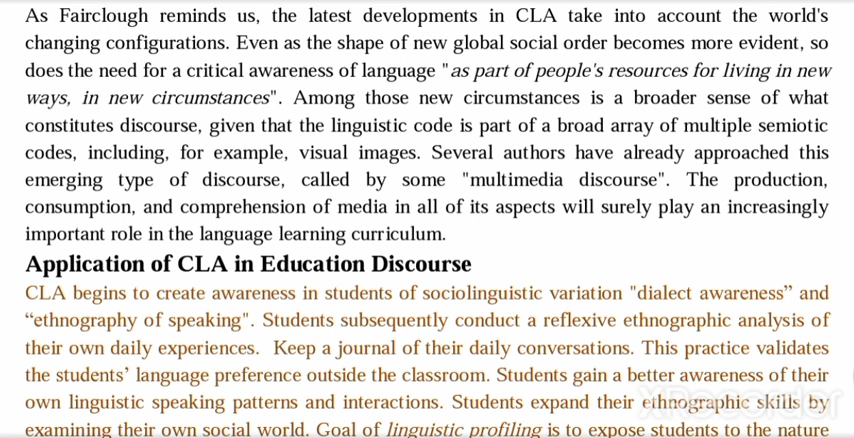 As Fairclough reminds us, the latest developments in CLA take into account the world's
changing configurations. Even as the shape of new global social order becomes more evident, so
does the need for a critical awareness of language "as part of people's resources for living in new
ways, in new circumstances". Among those new circumstances is a broader sense of what
constitutes discourse, given that the linguistic code is part of a broad array of multiple semiotic
codes, including, for example, visual images. Several authors have already approached this
emerging type of discourse, called by some "multimedia discourse". The production,
consumption, and comprehension of media in all of its aspects will surely play an increasingly
important role in the language learning curriculum.
Application of CLA in Education Discourse
CLA begins to create awareness in students of sociolinguistic variation "dialect awareness” and
“ethnography of speaking". Students subsequently conduct a reflexive ethnographic analysis of
their own daily experiences.  Keep a journal of their daily conversations. This practice validates
the students’ language preference outside the classroom. Students gain a better awareness of their
own linguistic speaking patterns and interactions. Students expand their ethnographic skills by
examining their own social world. Goal of linguistic profiling is to expose students to the nature
XRecorder